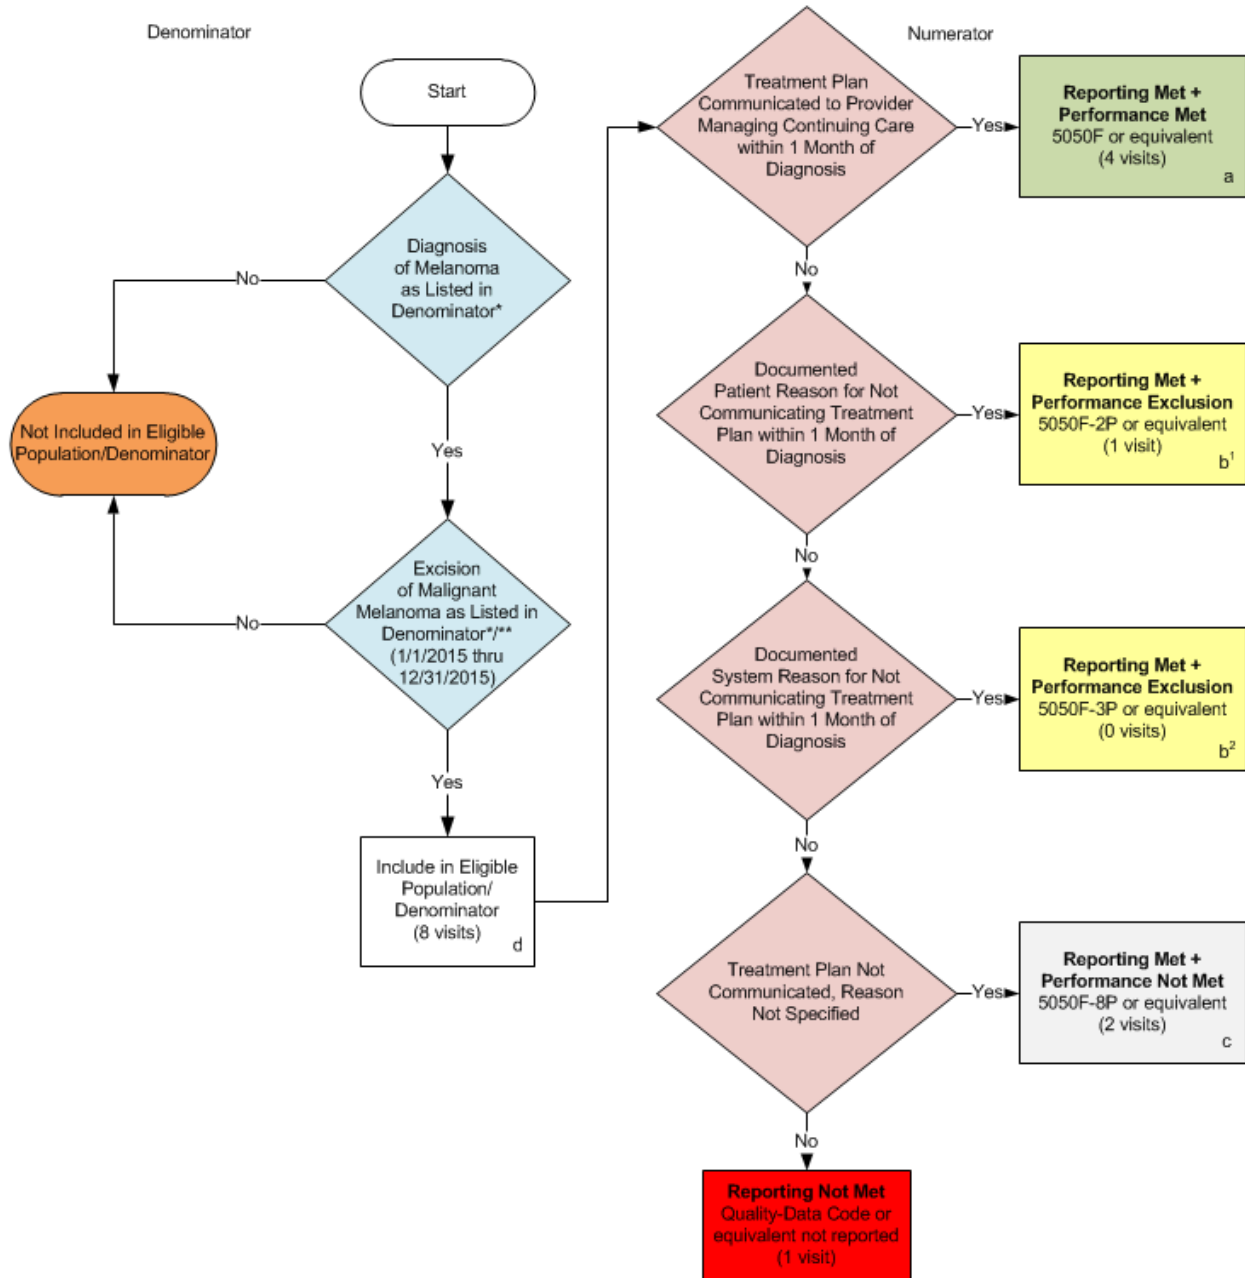 Denominator
Start
Diagnosis
of Melanoma
as Listed in
Denominator*
No
Not Included in Eligible
Population/Denominator
Yes
Excision
of Malignant
Melanoma as Listed in
Denominator*/**
(1/1/2015 thru
12/31/2015)
No
Yes
Include in Eligible
Population/
Denominator
(8 visits)
d
Numerator
Treatment Plan
Communicated to Provider
Managing Continuing Care
within 1 Month of
Diagnosis
Yes
Reporting Met +
Performance Met
5050F or equivalent
(4 visits)
a
No
Documented
Patient Reason for Not
Communicating Treatment
Plan within 1 Month of
Diagnosis
Yes
Reporting Met +
Performance Exclusion
5050F-2P or equivalent
(1 visit)
b¹
No
Documented
System Reason for Not
Communicating Treatment
Plan within 1 Month of
Diagnosis
Yes
Reporting Met +
Performance Exclusion
5050F-3P or equivalent
(0 visits)
b²
No
Treatment Plan Not
Communicated, Reason
Not Specified
Yes
Reporting Met +
Performance Not Met
5050F-8P or equivalent
(2 visits)
c
No
Reporting Not Met
Quality-Data Code or
equivalent not reported
(1 visit)